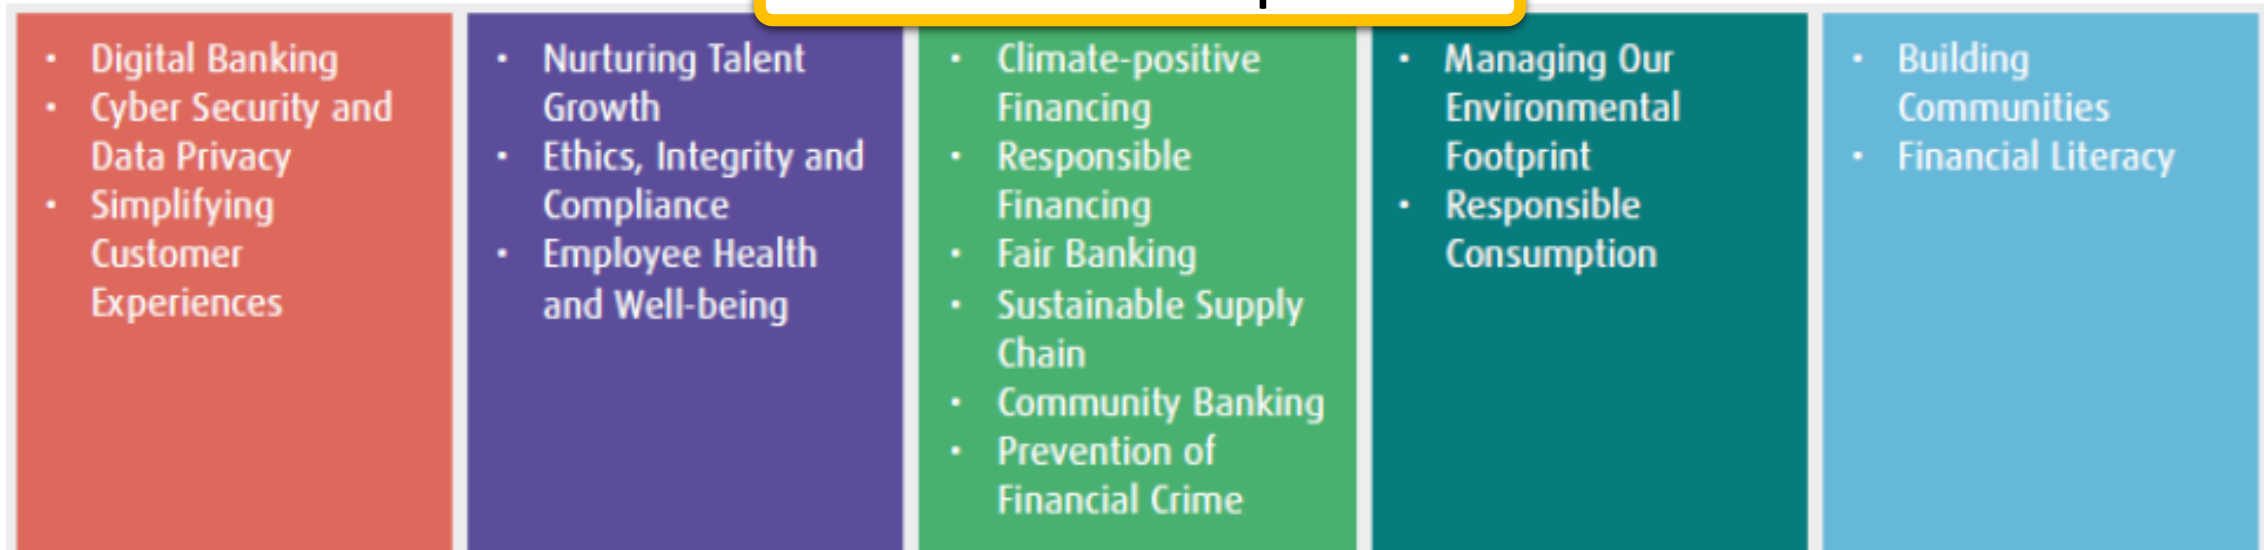 • Digital Banking
• Cyber Security and
Data Privacy
• Simplifying
Customer
Experiences
• Nurturing Talent
Growth
• Ethics, Integrity and
Compliance
• Employee Health
and Well-being
• Climate-positive
Financing
• Responsible
Financing
• Fair Banking
• Sustainable Supply
Chain
• Community Banking
• Prevention of
Financial Crime
• Managing Our
Environmental
Footprint
• Responsible
Consumption
• Building
Communities
• Financial Literacy